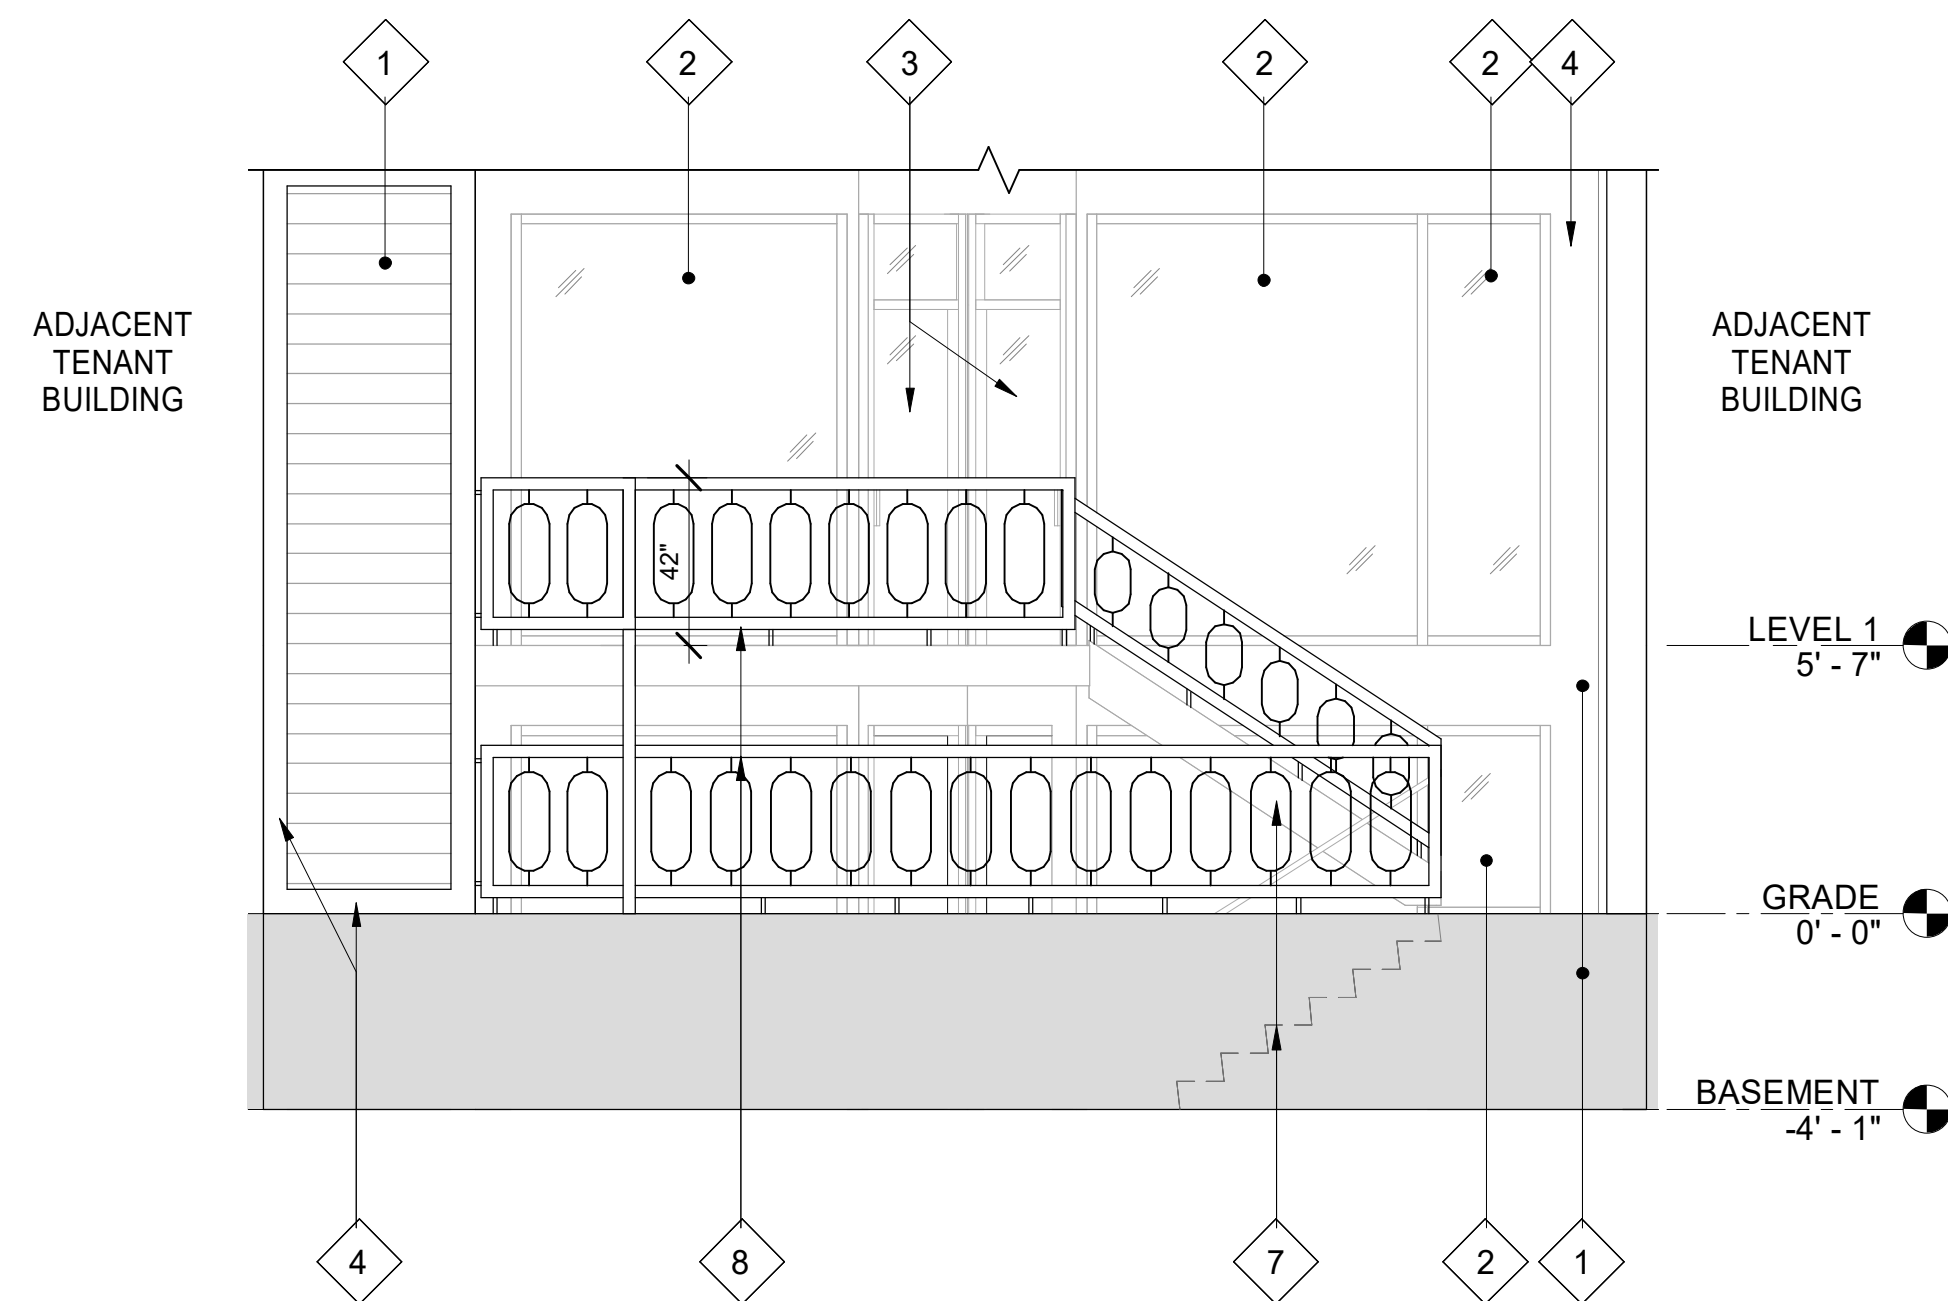 1
2
3
2
2
4
ADJACENT
TENANT
BUILDING
ADJACENT
TENANT
BUILDING
42"
LEVEL 1
5' - 7"
GRADE
0' - 0"
BASEMENT
-4' - 1"
4
8
7
2
1